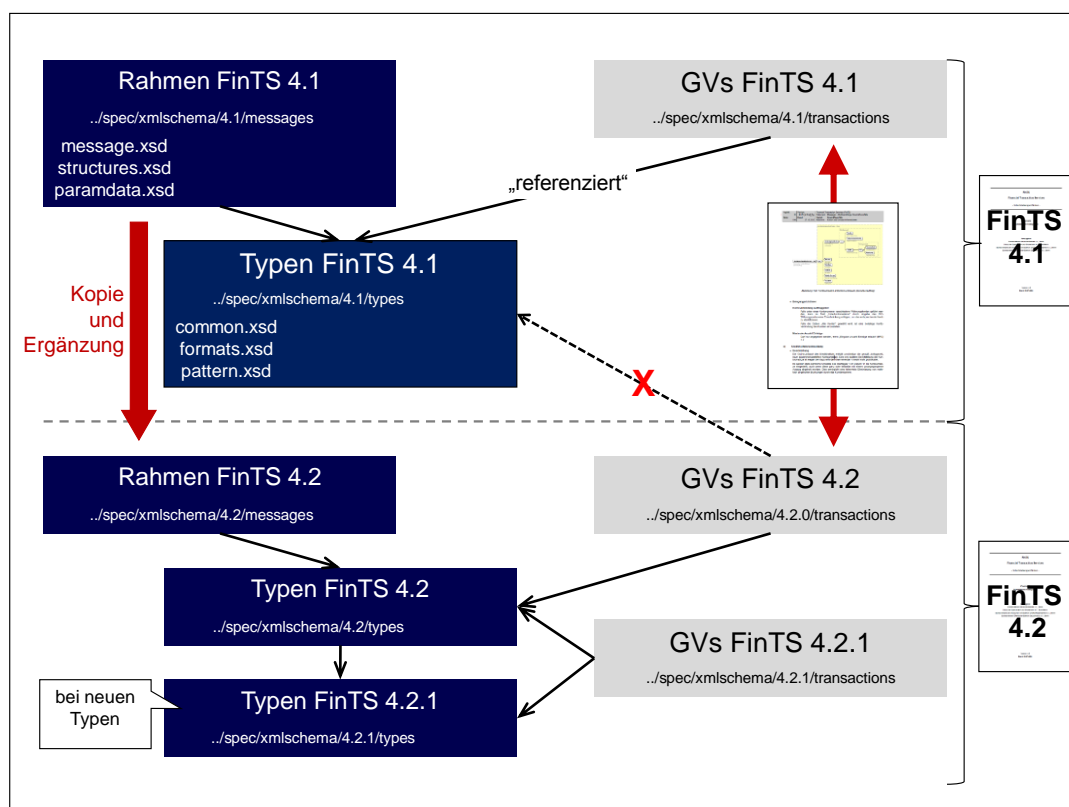 Rahmen FinTS 4.1
../spec/xmlschema/4.1/messages
message.xsd
structures.xsd
paramdata.xsd
GVs FinTS 4.1
../spec/xmlschema/4.1/transactions
„referenziert“
Typen FinTS 4.1
../spec/xmlschema/4.1/types
common.xsd
formats.xsd
pattern.xsd
Kopie
und
Ergänzung
FinTS
4.1
X
Rahmen FinTS 4.2
../spec/xmlschema/4.2/messages
GVs FinTS 4.2
../spec/xmlschema/4.2.0/transactions
Typen FinTS 4.2
../spec/xmlschema/4.2/types
GVs FinTS 4.2.1
../spec/xmlschema/4.2.1/transactions
FinTS
4.2
bei neuen
Typen
Typen FinTS 4.2.1
../spec/xmlschema/4.2.1/types